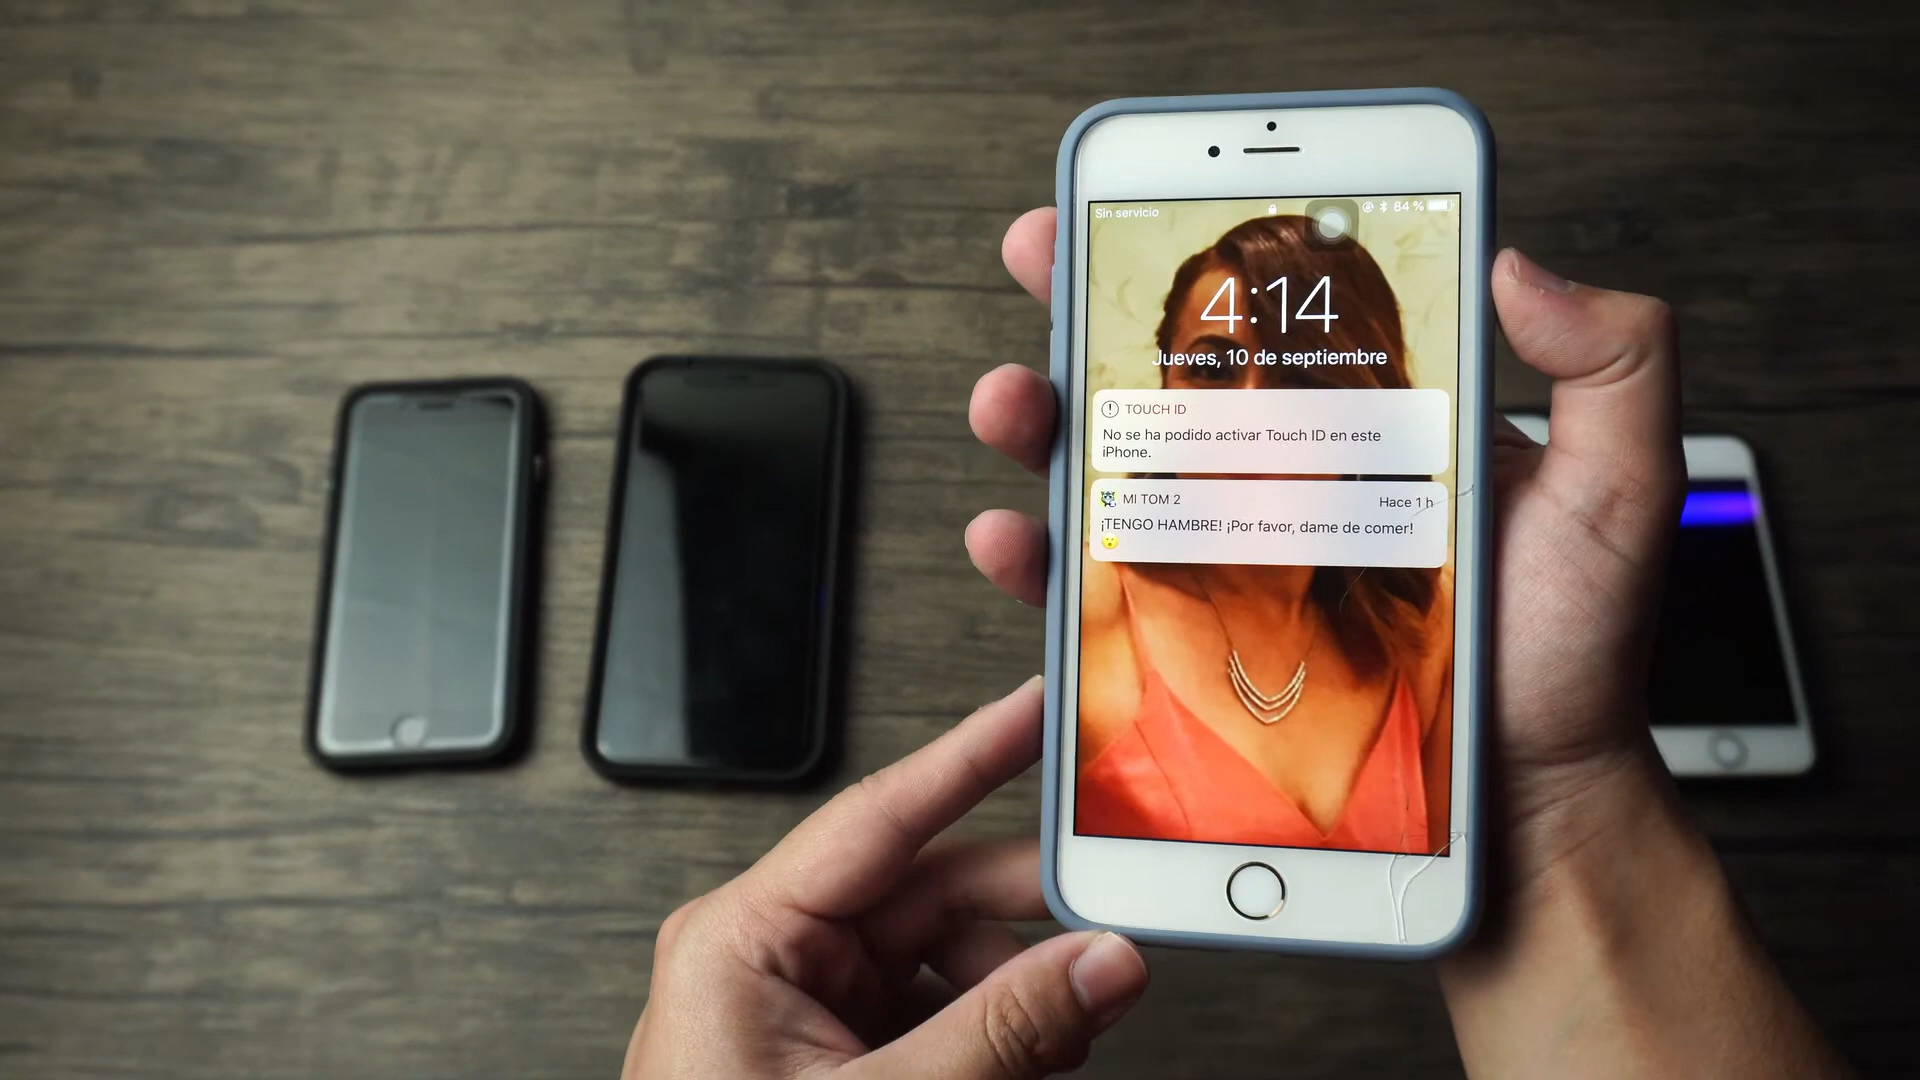 Sin servicio
84 %
4:14
Jueves, 10 de septiembre
TOUCH ID
No se ha podido activar Touch ID en este
iPhone.
MI TOM 2
Hace 1 h
¡TENGO HAMBRE! ¡Por favor, dame de comer!
😮